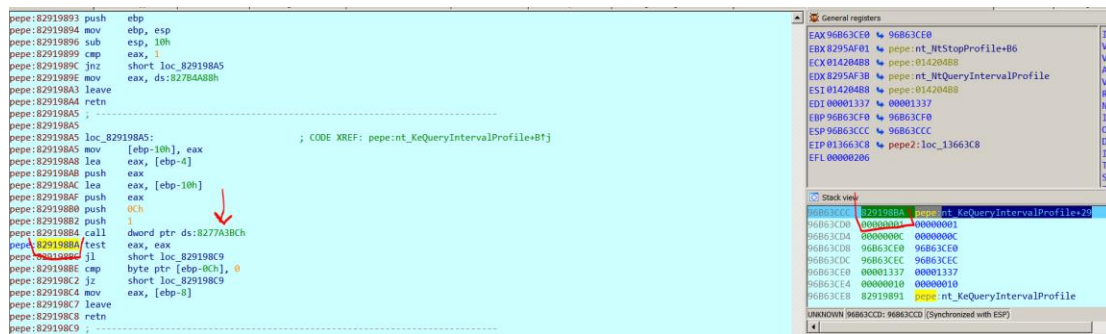 pepe:82919893 push ebp
pepe:82919894 mov ebp, esp
pepe:82919896 sub esp, 10h
pepe:82919899 cmp eax, 1
pepe:8291989C jnz short loc_829198A5
pepe:8291989E mov eax, ds:827B4A88h
pepe:829198A3 leave
pepe:829198A4 retn
pepe:829198A5 ; ---------------------------------------------------------------------------
pepe:829198A5
pepe:829198A5 loc_829198A5: ; CODE XREF: pepe:nt_KeQueryIntervalProfile+B↑j
pepe:829198A5 mov [ebp-10h], eax
pepe:829198A8 lea eax, [ebp-4]
pepe:829198AB push eax
pepe:829198AC lea eax, [ebp-10h]
pepe:829198AF push eax
pepe:829198B0 push 0Ch
pepe:829198B2 push 1
pepe:829198B4 call dword ptr ds:8277A3BCh
pepe:829198BA test eax, eax
pepe:829198BC jl short loc_829198C9
pepe:829198BE cmp byte ptr [ebp-0Ch], 0
pepe:829198C2 jz short loc_829198C9
pepe:829198C4 mov eax, [ebp-8]
pepe:829198C7 leave
pepe:829198C8 retn
pepe:829198C9 ; ---------------------------------------------------------------------------
General registers
EAX 96B63CE0 ↳ 96B63CE0
EBX 8295AF01 ↳ pepe:nt_NtStopProfile+B6
ECX 014204B8 ↳ pepe:014204B8
EDX 8295AF3B ↳ pepe:nt_NtQueryIntervalProfile
ESI 014204B8 ↳ pepe:014204B8
EDI 00001337 ↳ 00001337
EBP 96B63CF0 ↳ 96B63CF0
ESP 96B63CCC ↳ 96B63CCC
EIP 013663C8 ↳ pepe2:loc_13663C8
EFL 00000206
Stack view
96B63CCC 829198BA pepe:nt_KeQueryIntervalProfile+29
96B63CD0 00000001 00000001
96B63CD4 0000000C 0000000C
96B63CD8 96B63CE0 96B63CE0
96B63CDC 96B63CEC 96B63CEC
96B63CE0 00001337 00001337
96B63CE4 00000010 00000010
96B63CE8 82919891 pepe:nt_KeQueryIntervalProfile
UNKNOWN 96B63CCD: 96B63CCD (Synchronized with ESP)